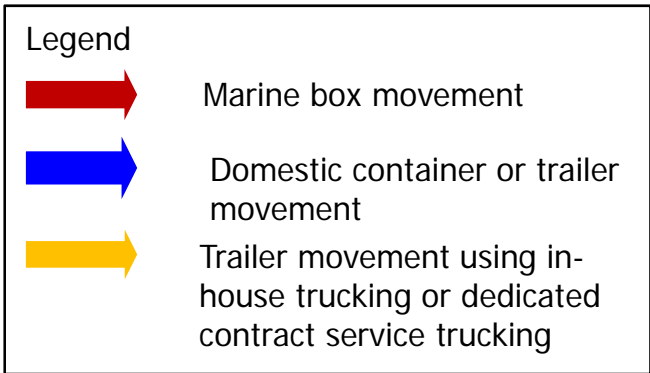 Legend
Marine box movement
Domestic container or trailer
movement
Trailer movement using in-
house trucking or dedicated
contract service trucking